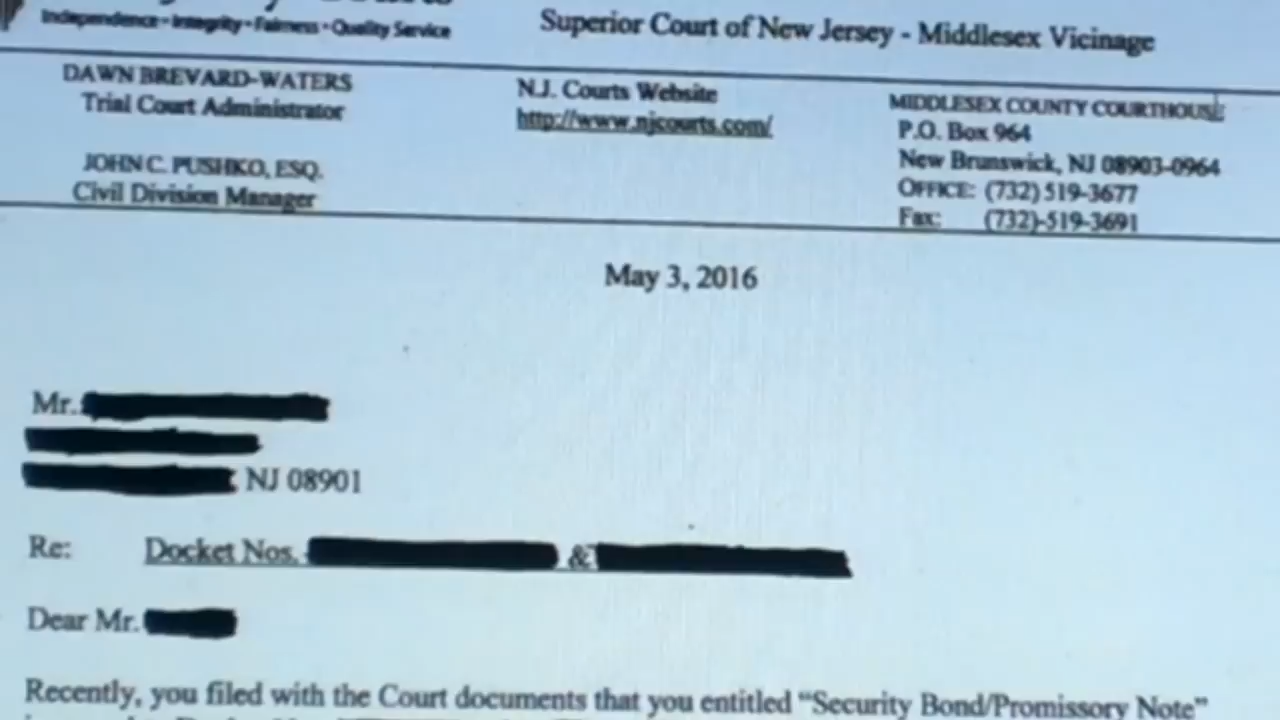 Independence • Integrity • Fairness • Quality Service
Superior Court of New Jersey - Middlesex Vicinage
DAWN BREVARD-WATERS
Trial Court Administrator
JOHN C. PUSHKO, ESQ.
Civil Division Manager
N.J. Courts Website
http://www.njcourts.com/
MIDDLESEX COUNTY COURTHOUSE
P.O. Box 964
New Brunswick, NJ 08903-0964
OFFICE: (732) 519-3677
Fax: (732)-519-3691
May 3, 2016
Mr.
NJ 08901
Re: Docket Nos. &
Dear Mr.
Recently, you filed with the Court documents that you entitled “Security Bond/Promissory Note”